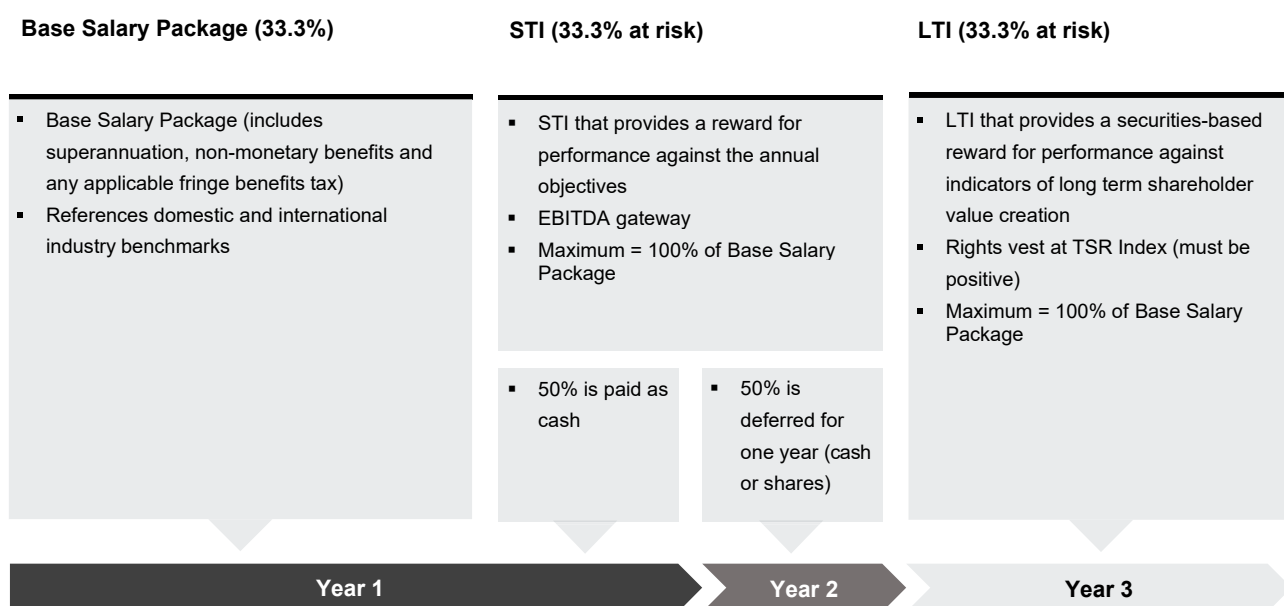 Base Salary Package (33.3%)
▪ Base Salary Package (includes
superannuation, non-monetary benefits and
any applicable fringe benefits tax)
▪ References domestic and international
industry benchmarks
STI (33.3% at risk)
▪ STI that provides a reward for
performance against the annual
objectives
▪ EBITDA gateway
▪ Maximum = 100% of Base Salary
Package
▪ 50% is paid as
cash
▪ 50% is
deferred for
one year (cash
or shares)
LTI (33.3% at risk)
▪ LTI that provides a securities-based
reward for performance against
indicators of long term shareholder
value creation
▪ Rights vest at TSR Index (must be
positive)
▪ Maximum = 100% of Base Salary
Package
Year 1
Year 2
Year 3